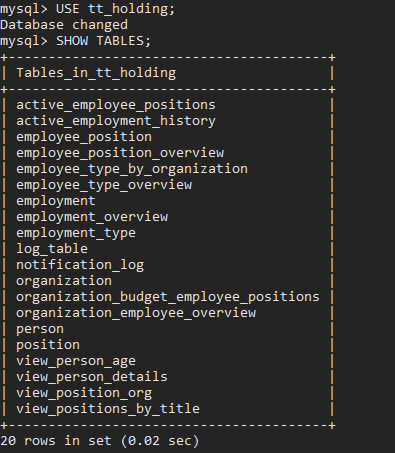 mysql> USE tt_holding;
Database changed
mysql> SHOW TABLES;
+---------------------------------------+
| Tables_in_tt_holding                  |
+---------------------------------------+
| active_employee_positions             |
| active_employment_history             |
| employee_position                     |
| employee_position_overview            |
| employee_type_by_organization         |
| employee_type_overview                |
| employment                            |
| employment_overview                   |
| employment_type                       |
| log_table                             |
| notification_log                      |
| organization                          |
| organization_budget_employee_positions |
| organization_employee_overview        |
| person                                |
| position                              |
| view_person_age                       |
| view_person_details                   |
| view_position_org                     |
| view_positions_by_title               |
+---------------------------------------+
20 rows in set (0.02 sec)